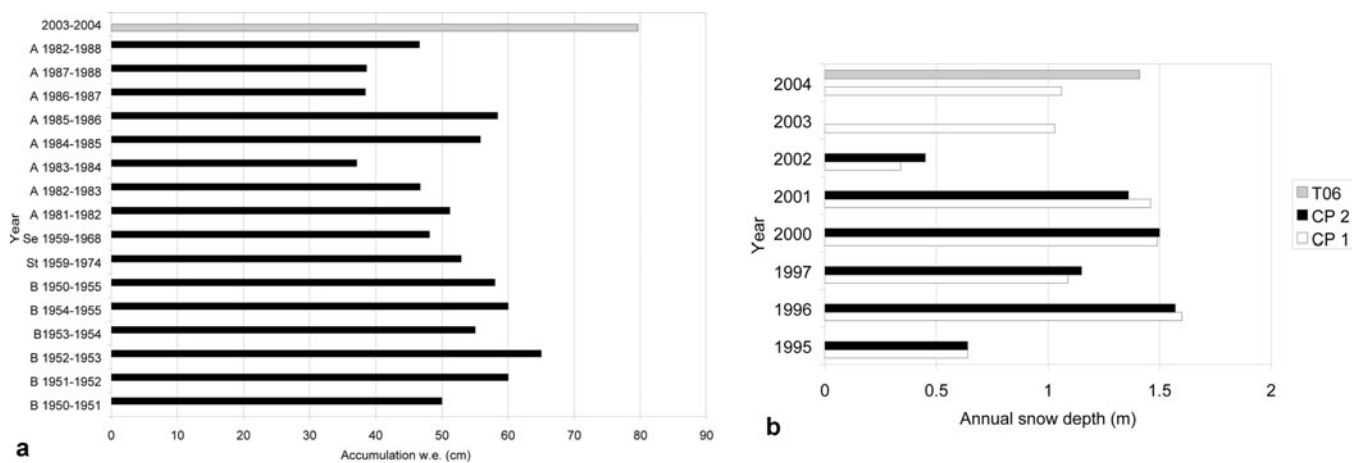 2003-2004
A 1982-1988
A 1987-1988
A 1986-1987
A 1985-1986
A 1984-1985
A 1983-1984
A 1982-1983
A 1981-1982
Se 1959-1968
St 1959-1974
B 1950-1955
B 1954-1955
B1953-1954
B 1952-1953
B 1951-1952
B 1950-1951
Year
0 10 20 30 40 50 60 70 80 90
Accumulation w.e. (cm)
a
2004
2003
2002
2001
2000
1997
1996
1995
Year
0 0.5 1 1.5 2
Annual snow depth (m)
b
T06
CP 2
CP 1